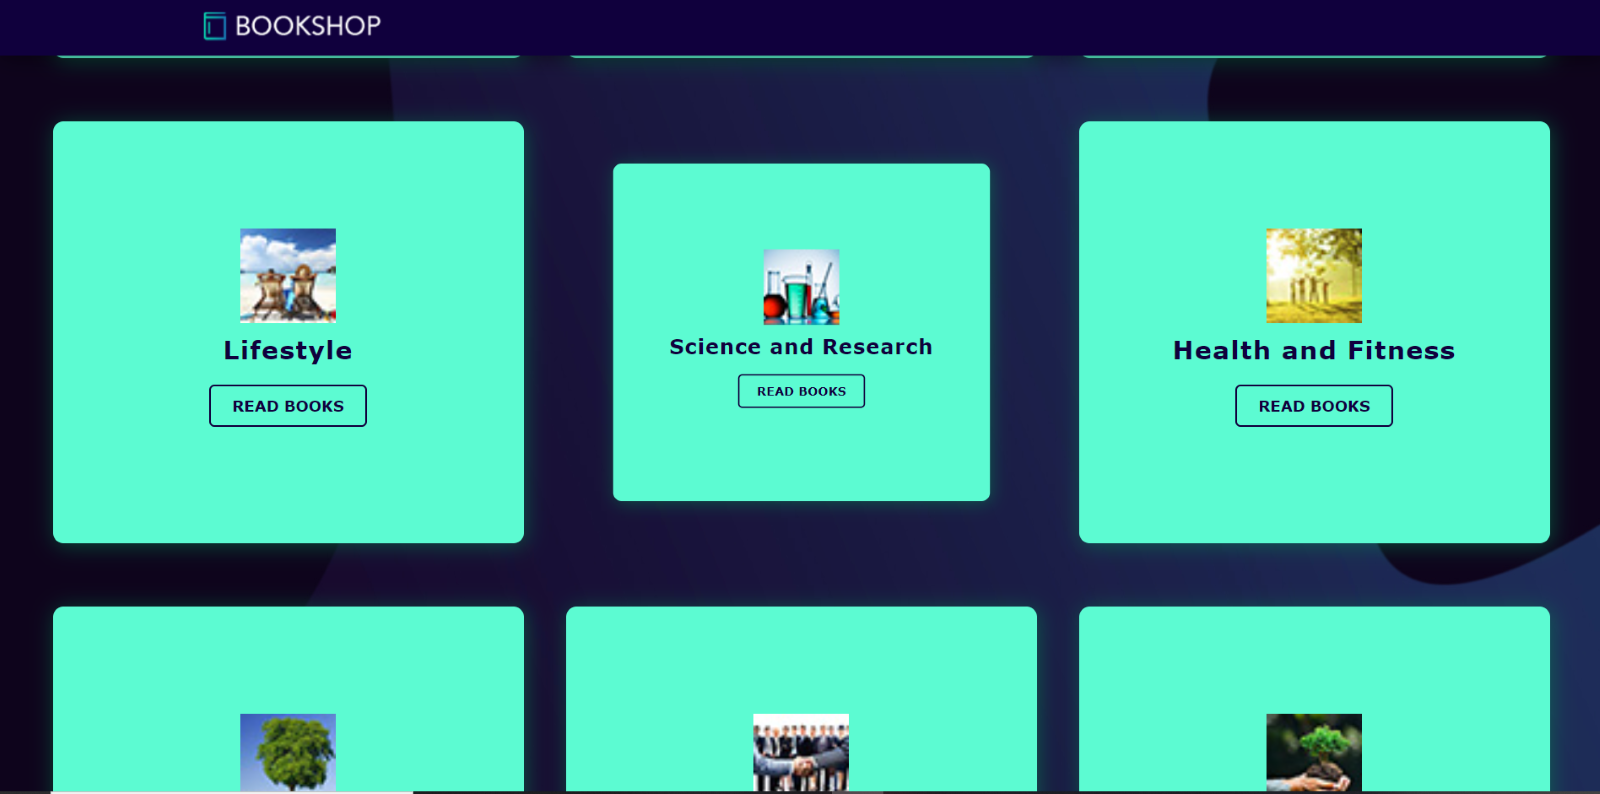 BOOKSHOP
Lifestyle
READ BOOKS
Science and Research
READ BOOKS
Health and Fitness
READ BOOKS